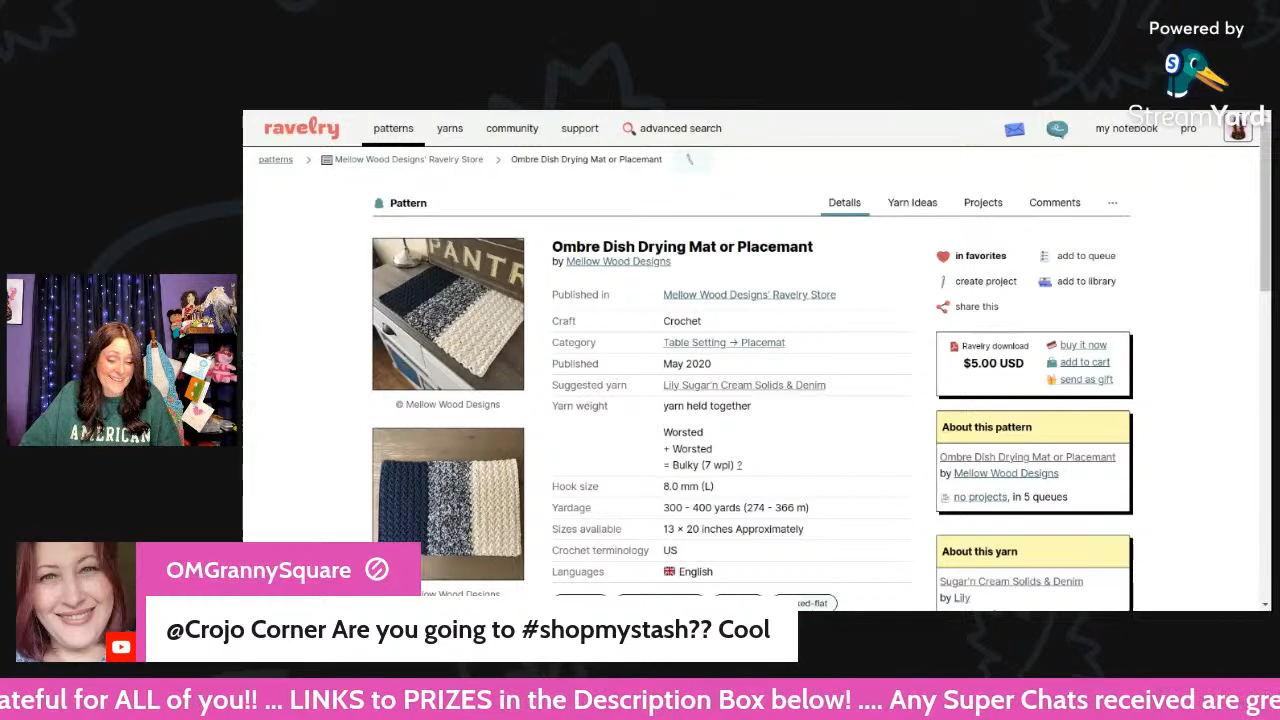 Powered by
StreamYard
ravelry
patterns yarns community support advanced search my notebook pro
patterns > Mellow Wood Designs' Ravelry Store > Ombre Dish Drying Mat or Placemant
Pattern
Details Yarn Ideas Projects Comments ...
Ombre Dish Drying Mat or Placemant
by Mellow Wood Designs
Published in Mellow Wood Designs' Ravelry Store
Craft Crochet
Category Table Setting → Placemat
Published May 2020
Suggested yarn Lily Sugar'n Cream Solids & Denim
Yarn weight yarn held together
Worsted
+ Worsted
= Bulky (7 wpi) ?
Hook size 8.0 mm (L)
Yardage 300 - 400 yards (274 - 366 m)
Sizes available 13 x 20 inches Approximately
Crochet terminology US
Languages English
ked-flat
PANTR
© Mellow Wood Designs
llow Wood Designs
in favorites add to queue
create project add to library
share this
Ravelry download
$5.00 USD
buy it now
add to cart
send as gift
About this pattern
Ombre Dish Drying Mat or Placemant
by Mellow Wood Designs
no projects, in 5 queues
About this yarn
Sugar'n Cream Solids & Denim
by Lily
AMERICAN
OMGrannySquare
@Crojo Corner Are you going to #shopmystash?? Cool
ateful for ALL of you!! ... LINKS to PRIZES in the Description Box below! .... Any Super Chats received are gre